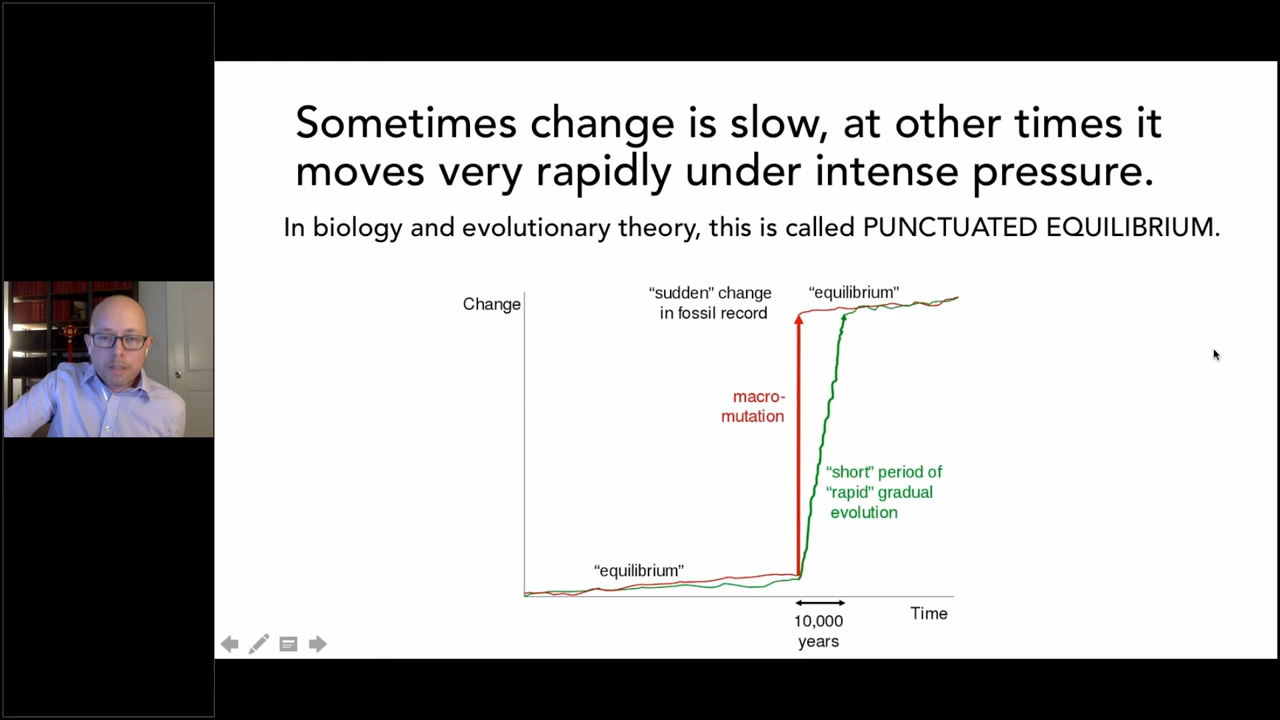 Sometimes change is slow, at other times it
moves very rapidly under intense pressure.
In biology and evolutionary theory, this is called PUNCTUATED EQUILIBRIUM.
Change
“sudden” change
in fossil record
“equilibrium”
macro-
mutation
“short” period of
“rapid” gradual
evolution
“equilibrium”
10,000
years
Time